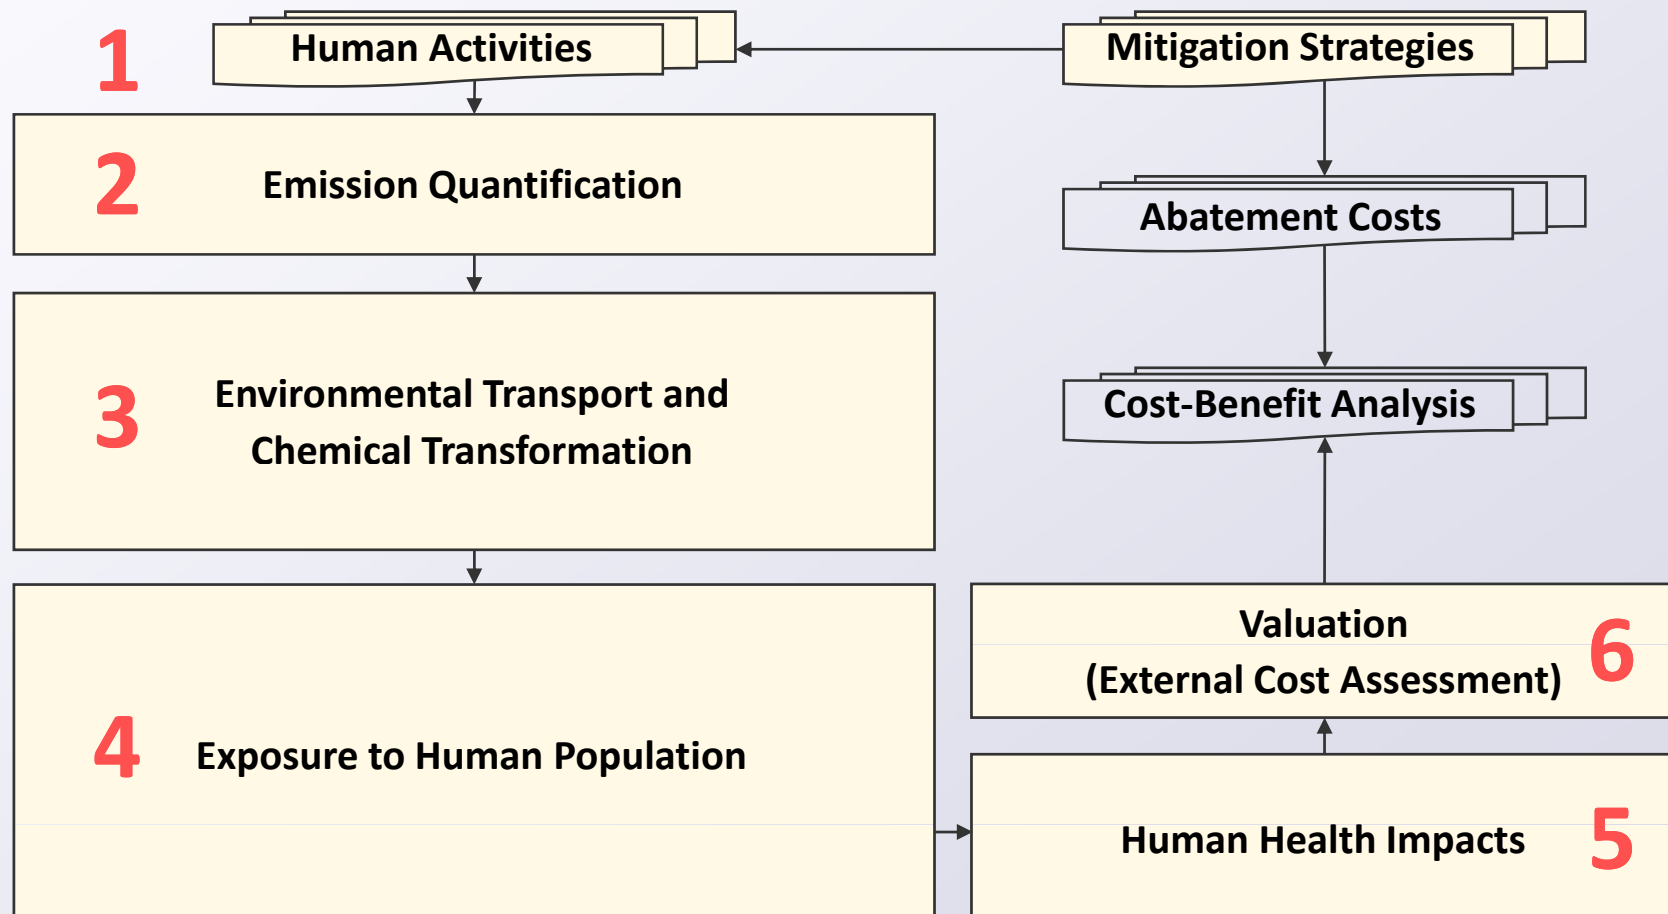 1
Human Activities
Mitigation Strategies
2
Emission Quantification
Abatement Costs
3
Environmental Transport and
Chemical Transformation
Cost-Benefit Analysis
4
Exposure to Human Population
Valuation
(External Cost Assessment)
6
Human Health Impacts
5